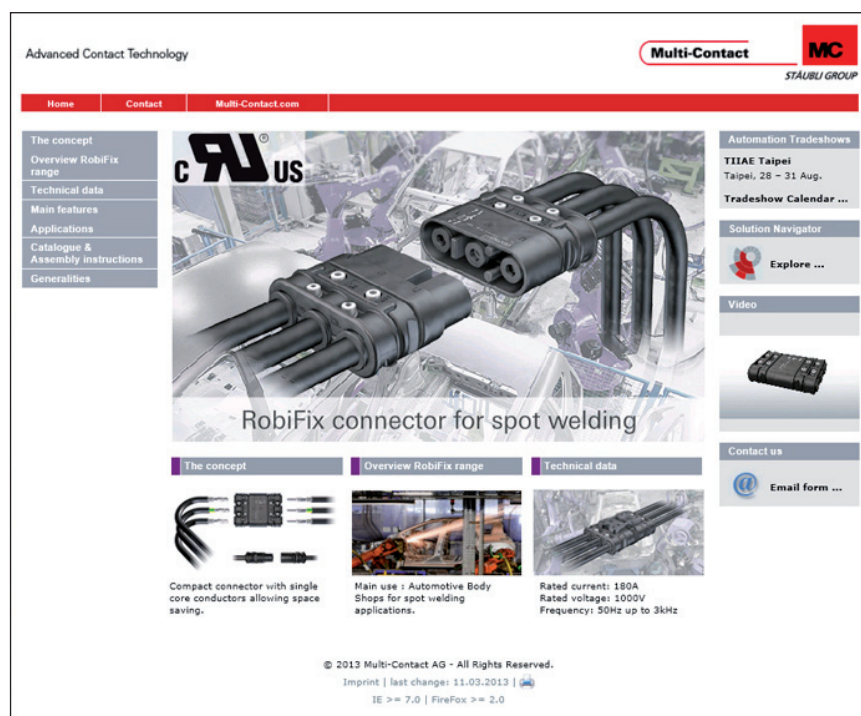 Advanced Contact Technology
Multi-Contact
MC
STÄUBLI GROUP
Home
Contact
Multi-Contact.com
The concept
Overview RobiFix
range
Technical data
Main features
Applications
Catalogue &
Assembly instructions
Generalities
C RU ® US
RobiFix connector for spot welding
Automation Tradeshows
TIIAE Taipei
Taipei, 28 – 31 Aug.
Tradeshow Calendar ...
Solution Navigator
Explore ...
Video
Contact us
@
Email form ...
The concept
Compact connector with single
core conductors allowing space
saving.
Overview RobiFix range
Main use : Automotive Body
Shops for spot welding
applications.
Technical data
Rated current: 180A
Rated voltage: 1000V
Frequency: 50Hz up to 3kHz
© 2013 Multi-Contact AG - All Rights Reserved.
Imprint | last change: 11.03.2013 |
IE >= 7.0 | FireFox >= 2.0